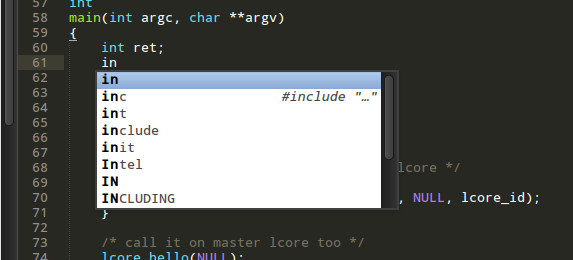 57 int
58 main(int argc, char **argv)
59 {
60 int ret;
61 in
62 in
63 inc #include "…"
64 int
65 include
66 init
67 Intel
68 IN lcore */
69 INCLUDING
70 , NULL, lcore_id);
71 }
72
73 /* call it on master lcore too */
74 lcore_hello(NULL);